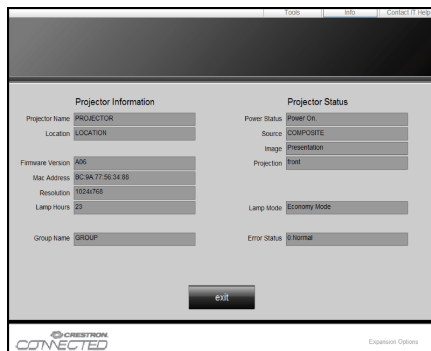 Tools Info Contact IT Help
Projector Information
Projector Name PROJECTOR
Location LOCATION
Firmware Version A06
Mac Address BC:9A:77:56:34:88
Resolution 1024x768
Lamp Hours 23
Group Name GROUP
Projector Status
Power Status Power On.
Source COMPOSITE
Image Presentation
Projection front
Lamp Mode Economy Mode
Error Status 0:Normal
exit
CRESTRON
CONNECTED
Expansion Options